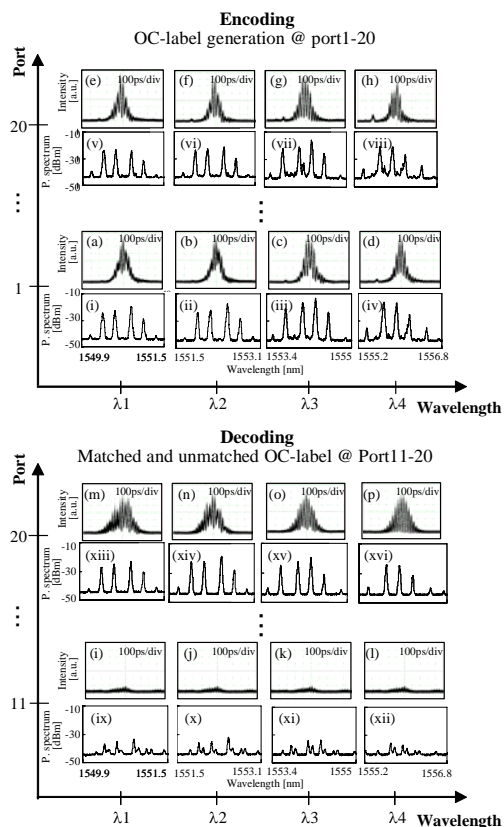 Encoding
OC-label generation @ port1-20
Port
20
...
1
Intensity [a.u.]
(e) 100ps/div
(f) 100ps/div
(g) 100ps/div
(h) 100ps/div
P. spectrum [dBm]
-10
-30
-50
(v)
(vi)
(vii)
(viii)
...
Intensity [a.u.]
(a) 100ps/div
(b) 100ps/div
(c) 100ps/div
(d) 100ps/div
P. spectrum [dBm]
-10
-30
-50
(i)
(ii)
(iii)
(iv)
1549.9 1551.5 1551.5 1553.1 1553.4 1555 1555.2 1556.8
Wavelength [nm]
λ1 λ2 λ3 λ4 Wavelength
Decoding
Matched and unmatched OC-label @ Port11-20
Port
20
...
11
Intensity [a.u.]
(m) 100ps/div
(n) 100ps/div
(o) 100ps/div
(p) 100ps/div
P. spectrum [dBm]
-10
-30
-50
(xiii)
(xiv)
(xv)
(xvi)
...
Intensity [a.u.]
(i) 100ps/div
(j) 100ps/div
(k) 100ps/div
(l) 100ps/div
P. spectrum [dBm]
-10
-30
-50
(ix)
(x)
(xi)
(xii)
1549.9 1551.5 1551.5 1553.1 1553.4 1555 1555.2 1556.8
Wavelength [nm]
λ1 λ2 λ3 λ4 Wavelength